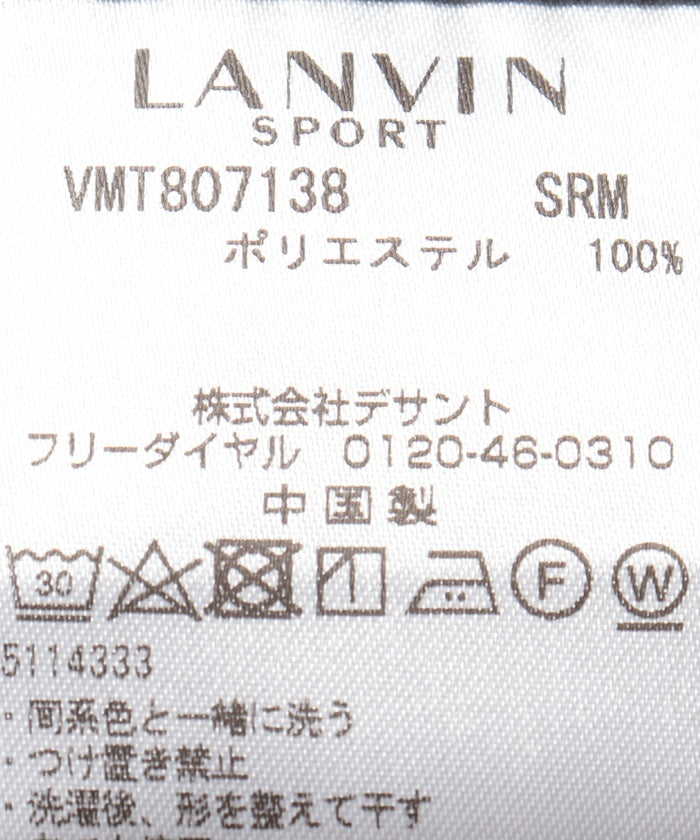 LANVIN
SPORT
VMT807138 SRM
ポリエステル 100%
株式会社デサント
フリーダイヤル 0120-46-0310
中国製
30 F W
5114333
・同系色と一緒に洗う
・つけ置き禁止
・洗濯後、形を整えて干す